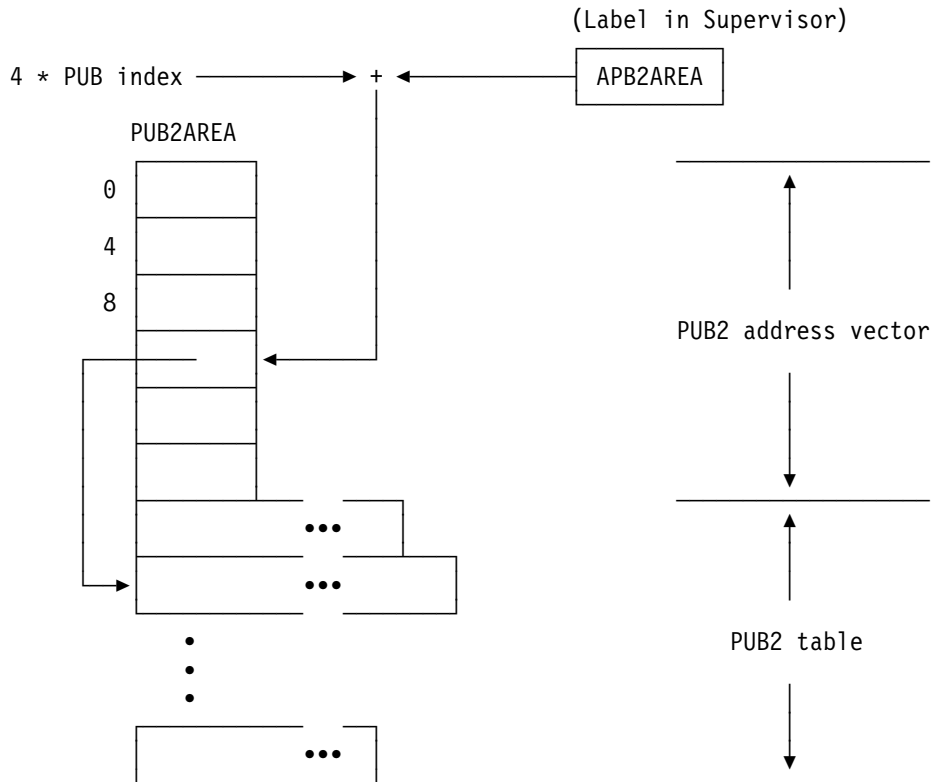 (Label in Supervisor)
4 * PUB index
+
APB2AREA
PUB2AREA
0
4
8
PUB2 address vector
•••
•••
PUB2 table
•
•
•
•••